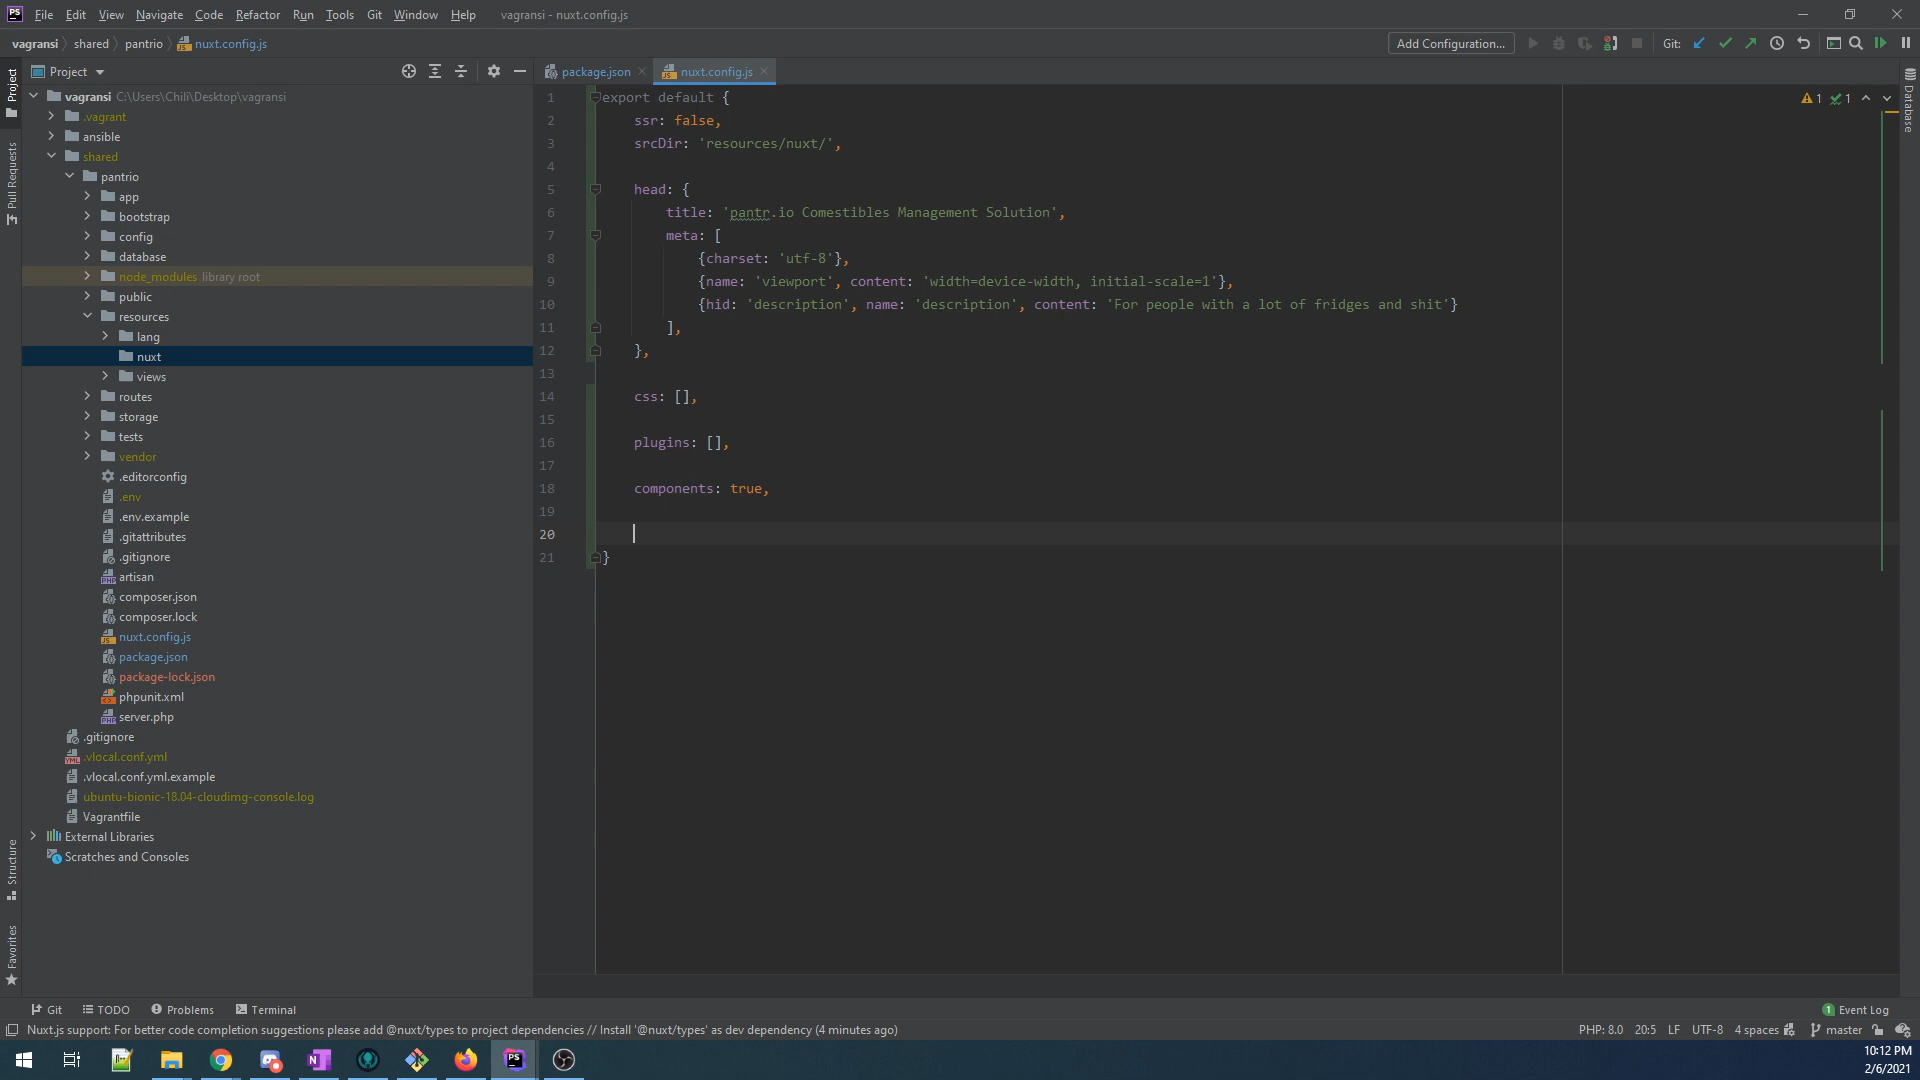 PS File Edit View Navigate Code Refactor Run Tools Git Window Help vagransi - nuxt.config.js
vagransi shared pantrio nuxt.config.js Add Configuration... Git:
Project package.json nuxt.config.js
Project
Pull Requests
Structure
Favorites
Database
vagransi C:\Users\Chili\Desktop\vagransi
.vagrant
ansible
shared
pantrio
app
bootstrap
config
database
node_modules library root
public
resources
lang
nuxt
views
routes
storage
tests
vendor
.editorconfig
.env
.env.example
.gitattributes
.gitignore
artisan
composer.json
composer.lock
nuxt.config.js
package.json
package-lock.json
phpunit.xml
server.php
.gitignore
.vlocal.conf.yml
.vlocal.conf.yml.example
ubuntu-bionic-18.04-cloudimg-console.log
Vagrantfile
External Libraries
Scratches and Consoles
1 export default {
2 ssr: false,
3 srcDir: 'resources/nuxt/',
4
5 head: {
6 title: 'pantr.io Comestibles Management Solution',
7 meta: [
8 {charset: 'utf-8'},
9 {name: 'viewport', content: 'width=device-width, initial-scale=1'},
10 {hid: 'description', name: 'description', content: 'For people with a lot of fridges and shit'}
11 ],
12 },
13
14 css: [],
15
16 plugins: [],
17
18 components: true,
19
20
21 }
1 1
Git TODO Problems Terminal 1 Event Log
Nuxt.js support: For better code completion suggestions please add @nuxt/types to project dependencies // Install '@nuxt/types' as dev dependency (4 minutes ago) PHP: 8.0 20:5 LF UTF-8 4 spaces master
10:12 PM
2/6/2021